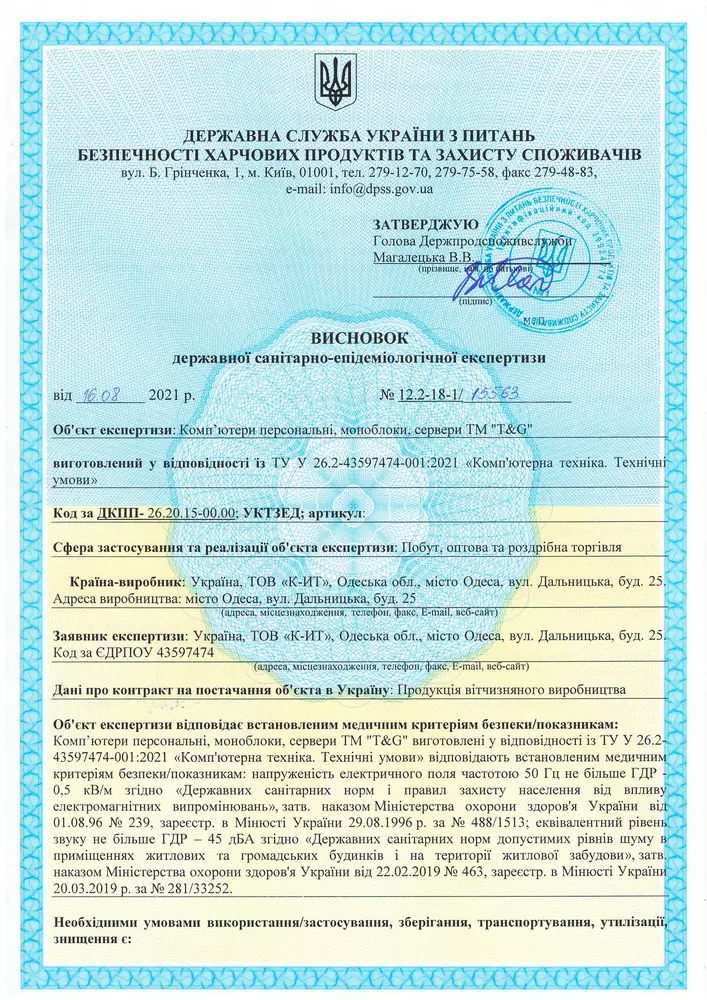 ДЕРЖАВНА СЛУЖБА УКРАЇНИ З ПИТАНЬ
БЕЗПЕЧНОСТІ ХАРЧОВИХ ПРОДУКТІВ ТА ЗАХИСТУ СПОЖИВАЧІВ
вул. Б. Грінченка, 1, м. Київ, 01001, тел. 279-12-70, 279-75-58, факс 279-48-83,
e-mail: info@dpss.gov.ua
ЗАТВЕРДЖУЮ
Голова Держпродспоживслужби
Магалецька В.В.
(прізвище, ім'я, по батькові)
(підпис)
М.П.
ВИСНОВОК
державної санітарно-епідеміологічної експертизи
від 16.08 2021 р. № 12.2-18-1/ 15563
Об'єкт експертизи: Комп’ютери персональні, моноблоки, сервери ТМ "T&G"
виготовлений у відповідності із ТУ У 26.2-43597474-001:2021 «Комп'ютерна техніка. Технічні
умови»
Код за ДКПП- 26.20.15-00.00; УКТЗЕД; артикул:
Сфера застосування та реалізації об'єкта експертизи: Побут, оптова та роздрібна торгівля
Країна-виробник: Україна, ТОВ «К-ИТ», Одеська обл., місто Одеса, вул. Дальницька, буд. 25.
Адреса виробництва: місто Одеса, вул. Дальницька, буд. 25
(адреса, місцезнаходження, телефон, факс, E-mail, веб-сайт)
Заявник експертизи: Україна, ТОВ «К-ИТ», Одеська обл., місто Одеса, вул. Дальницька, буд. 25.
Код за ЄДРПОУ 43597474
(адреса, місцезнаходження, телефон, факс, E-mail, веб-сайт)
Дані про контракт на постачання об'єкта в Україну: Продукція вітчизняного виробництва
Об'єкт експертизи відповідає встановленим медичним критеріям безпеки/показникам:
Комп’ютери персональні, моноблоки, сервери ТМ "T&G" виготовлені у відповідності із ТУ У 26.2-
43597474-001:2021 «Комп'ютерна техніка. Технічні умови» відповідають встановленим медичним
критеріям безпеки/показникам: напруженість електричного поля частотою 50 Гц не більше ГДР -
0,5 кВ/м згідно «Державних санітарних норм і правил захисту населення від впливу
електромагнітних випромінювань», затв. наказом Міністерства охорони здоров'я України від
01.08.96 № 239, зареєстр. в Мінюсті України 29.08.1996 р. за № 488/1513; еквівалентний рівень
звуку не більше ГДР – 45 дБА згідно «Державних санітарних норм допустимих рівнів шуму в
приміщеннях житлових та громадських будинків і на території житлової забудови», затв.
наказом Міністерства охорони здоров'я України від 22.02.2019 № 463, зареєстр. в Мінюсті України
20.03.2019 р. за № 281/33252.
Необхідними умовами використання/застосування, зберігання, транспортування, утилізації,
знищення є: